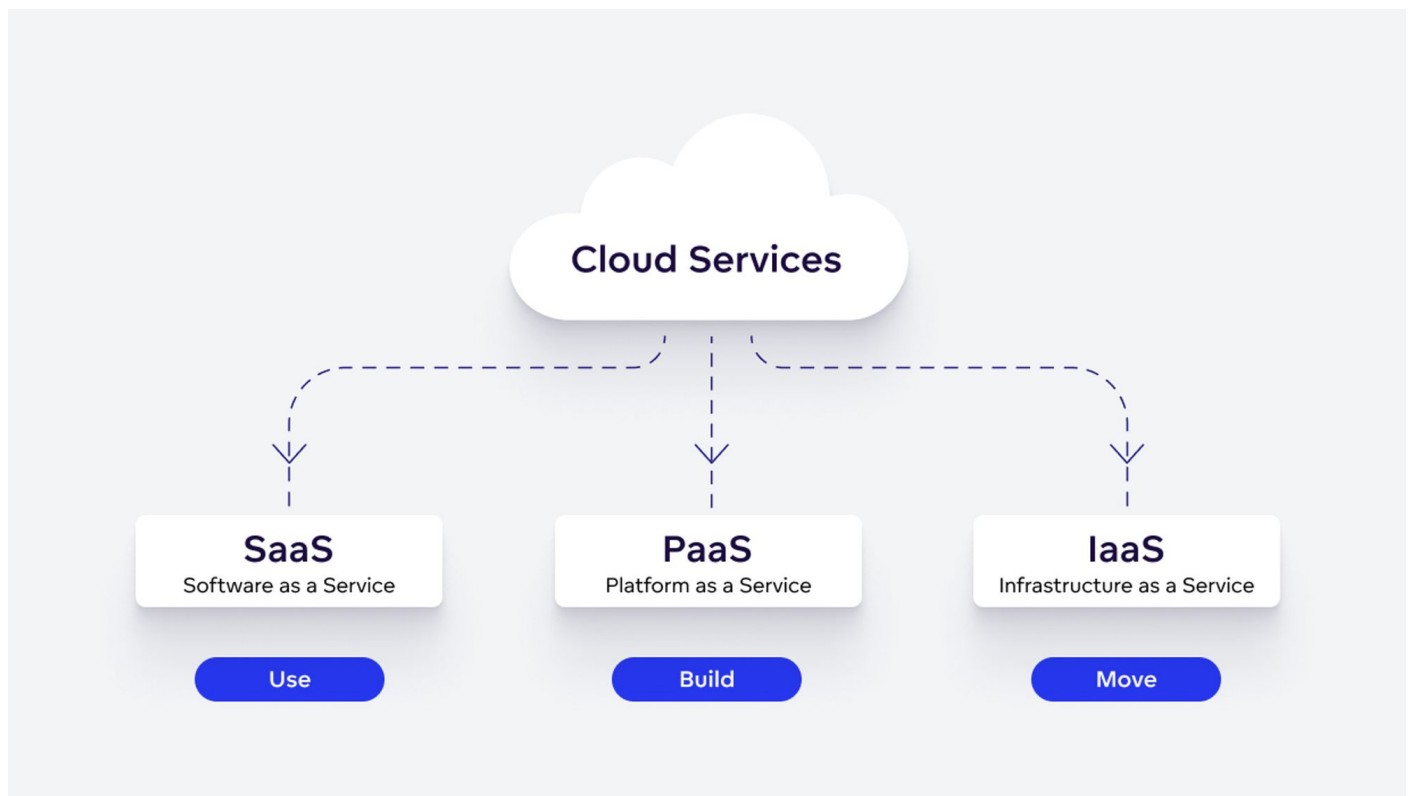 Cloud Services
SaaS
Software as a Service
Use
PaaS
Platform as a Service
Build
IaaS
Infrastructure as a Service
Move